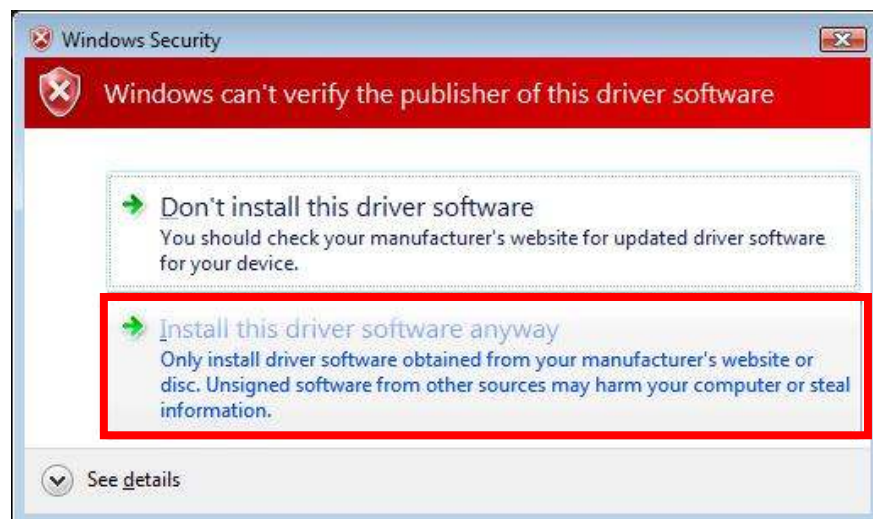 Windows Security
Windows can't verify the publisher of this driver software
Don't install this driver software
You should check your manufacturer's website for updated driver software
for your device.
Install this driver software anyway
Only install driver software obtained from your manufacturer's website or
disc. Unsigned software from other sources may harm your computer or steal
information.
See details